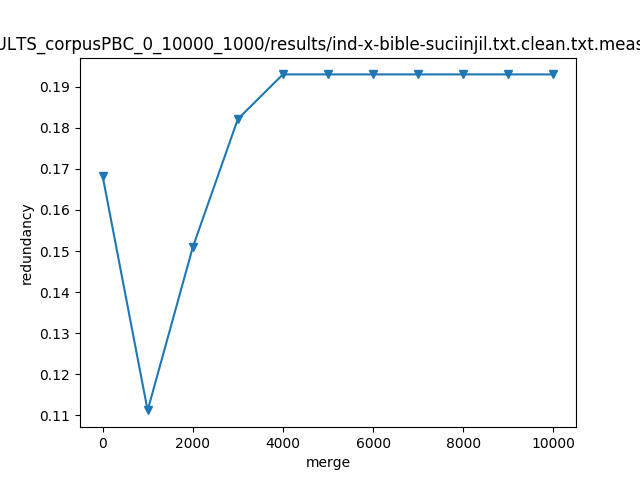 ULTS_corpusPBC_0_10000_1000/results/ind-x-bible-suciinjil.txt.clean.txt.meas
0.19
0.18
0.17
0.16
0.15
0.14
0.13
0.12
0.11
redundancy
0 2000 4000 6000 8000 10000
merge